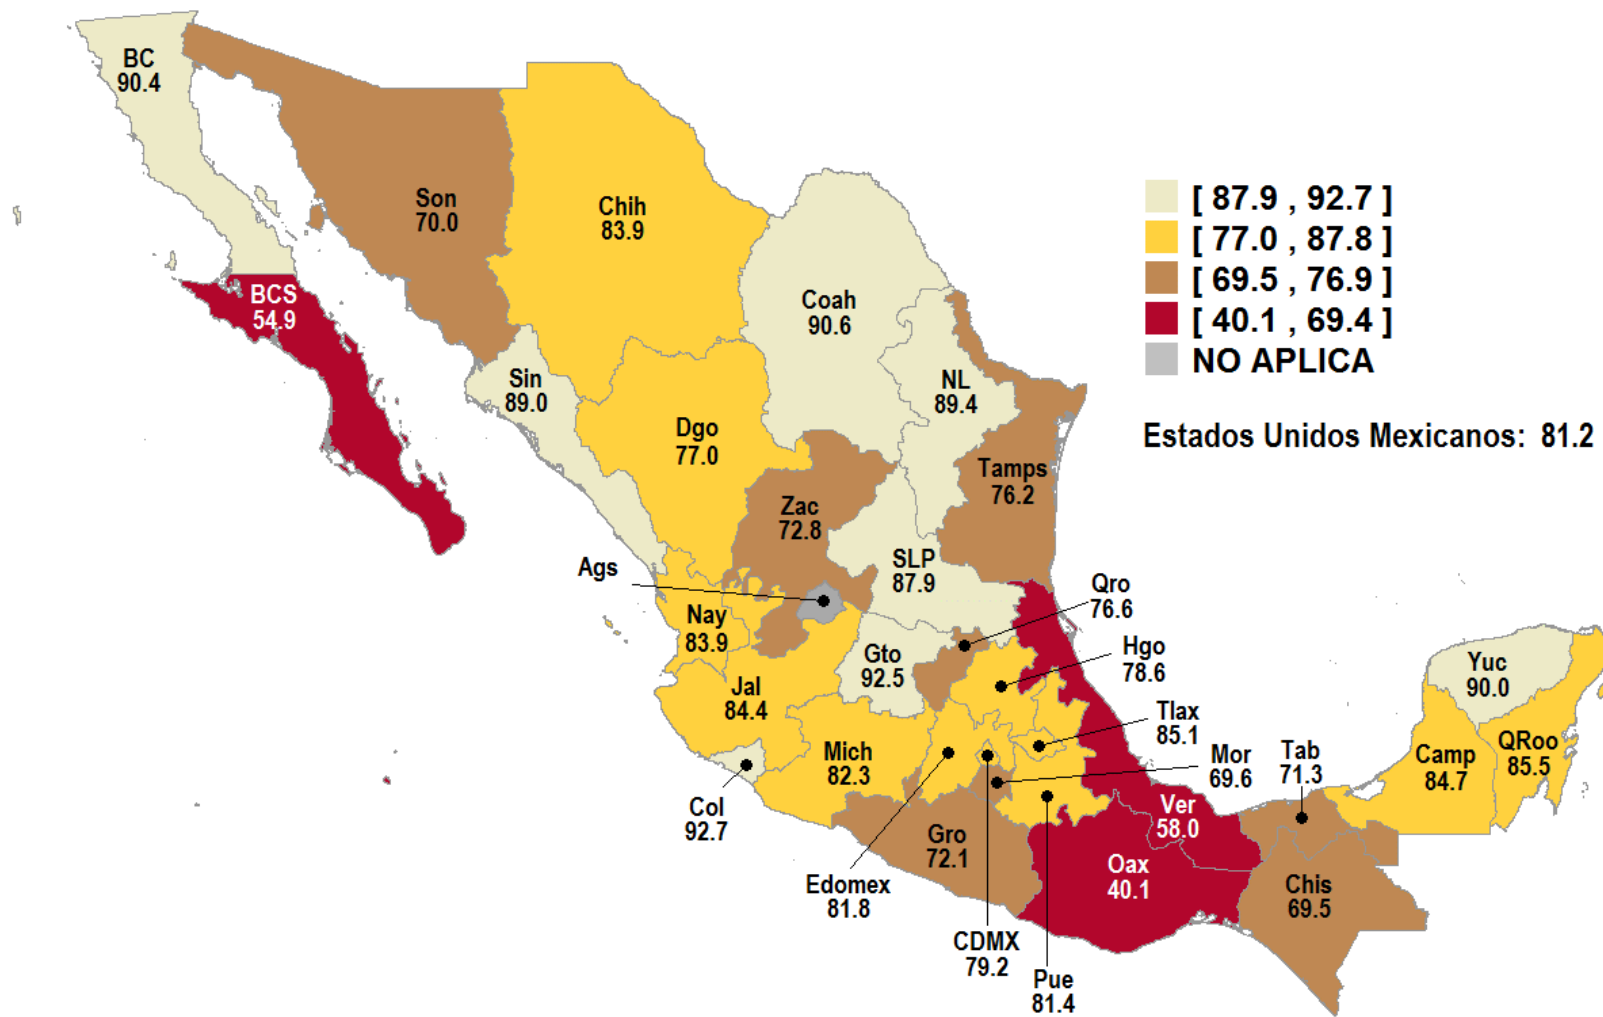 BC
90.4
Son
70.0
Chih
83.9
[ 87.9 , 92.7 ]
[ 77.0 , 87.8 ]
[ 69.5 , 76.9 ]
[ 40.1 , 69.4 ]
NO APLICA
Estados Unidos Mexicanos: 81.2
BCS
54.9
Coah
90.6
Sin
89.0
NL
89.4
Dgo
77.0
Tamps
76.2
Zac
72.8
Ags
SLP
87.9
Qro
76.6
Nay
83.9
Gto
92.5
Hgo
78.6
Yuc
90.0
Jal
84.4
Tlax
85.1
Mich
82.3
Mor
69.6
Tab
71.3
Camp
84.7
QRoo
85.5
Col
92.7
Ver
58.0
Gro
72.1
Oax
40.1
Edomex
81.8
Chis
69.5
CDMX
79.2
Pue
81.4